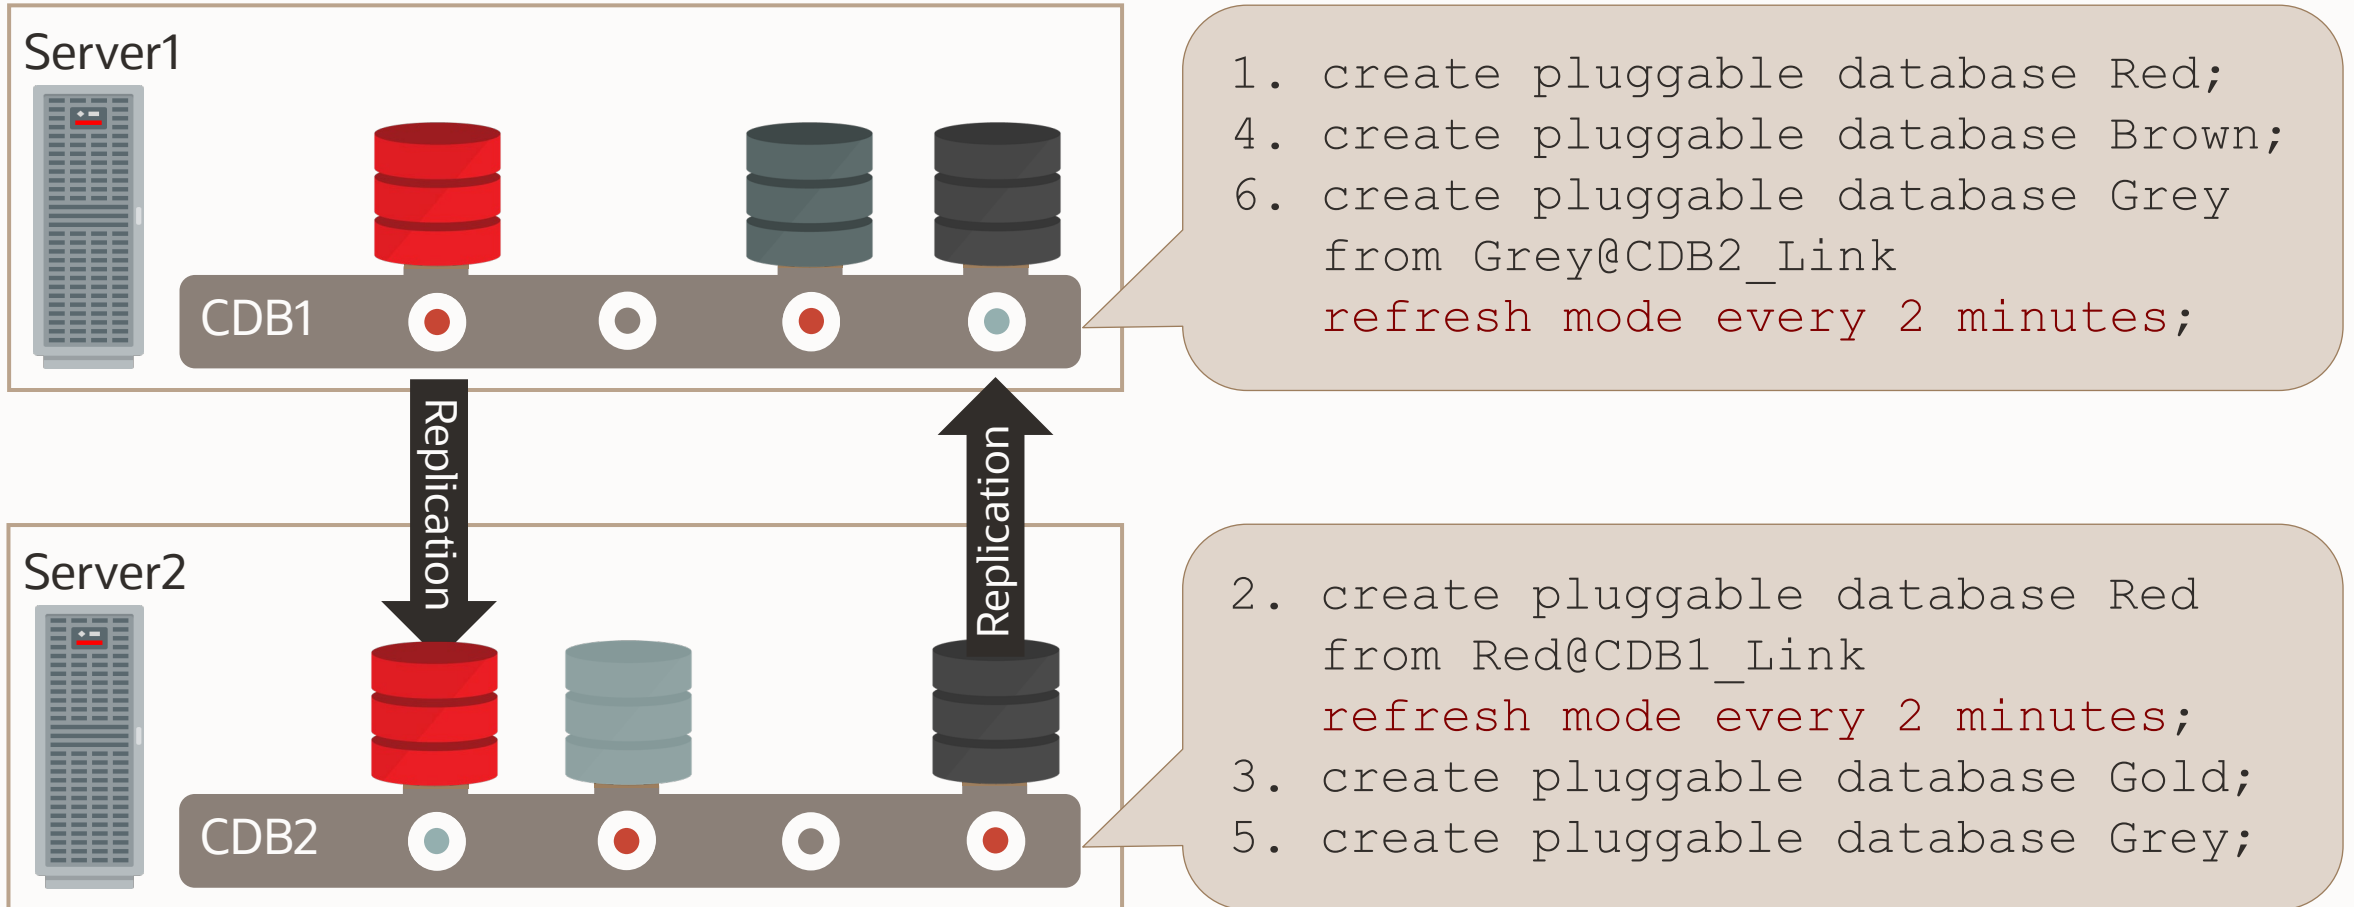 Server1
CDB1
1. create pluggable database Red;
4. create pluggable database Brown;
6. create pluggable database Grey
from Grey@CDB2_Link
refresh mode every 2 minutes;
Replication
Replication
Server2
CDB2
2. create pluggable database Red
from Red@CDB1_Link
refresh mode every 2 minutes;
3. create pluggable database Gold;
5. create pluggable database Grey;